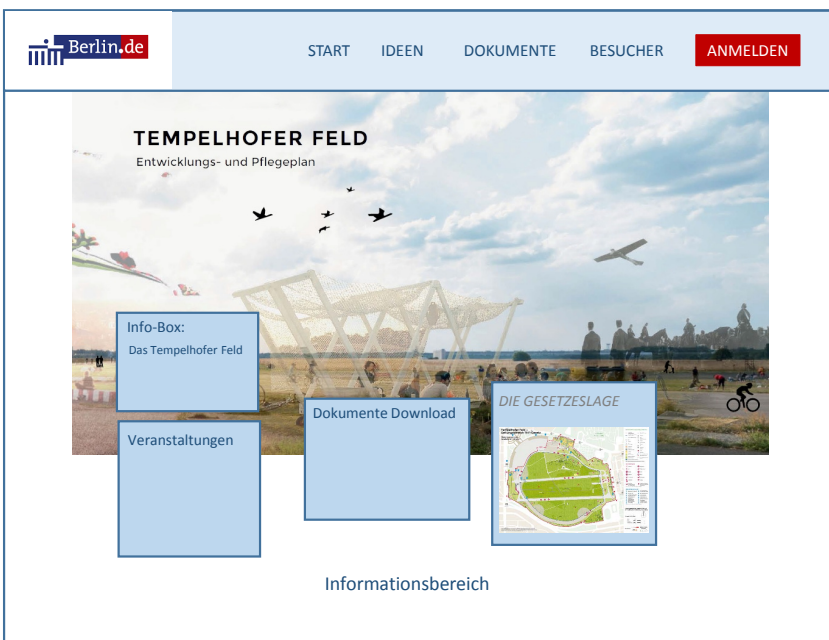 Berlin.de
START IDEEN DOKUMENTE BESUCHER ANMELDEN
TEMPELHOFER FELD
Entwicklungs- und Pflegeplan
Info-Box:
Das Tempelhofer Feld
Veranstaltungen
Dokumente Download
DIE GESETZESLAGE
Informationsbereich